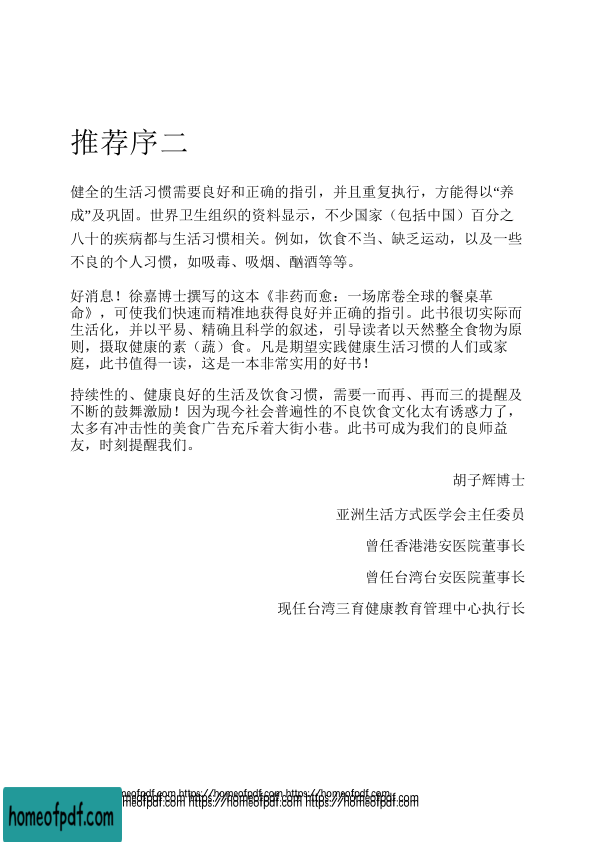 推荐序二
健全的生活习惯需要良好和正确的指引，并且重复执行，方能得以“养
成”及巩固。世界卫生组织的资料显示，不少国家（包括中国）百分之
八十的疾病都与生活习惯相关。例如，饮食不当、缺乏运动，以及一些
不良的个人习惯，如吸毒、吸烟、酗酒等等。
好消息！徐嘉博士撰写的这本《非药而愈：一场席卷全球的餐桌革
命》，可使我们快速而精准地获得良好并正确的指引。此书很切实际而
生活化，并以平易、精确且科学的叙述，引导读者以天然整全食物为原
则，摄取健康的素（蔬）食。凡是期望实践健康生活习惯的人们或家
庭，此书值得一读，这是一本非常实用的好书！
持续性的、健康良好的生活及饮食习惯，需要一而再、再而三的提醒及
不断的鼓舞激励！因为现今社会普遍性的不良饮食文化太有诱惑力了，
太多有冲击性的美食广告充斥着大街小巷。此书可成为我们的良师益
友，时刻提醒我们。
胡子辉博士
亚洲生活方式医学会主任委员
曾任香港港安医院董事长
曾任台湾台安医院董事长
现任台湾三育健康教育管理中心执行长
omeofpdf.com https://homeofpdf.com https://homeofpdf.com
omeofpdf.com https://homeofpdf.com https://homeofpdf.com
homeofpdf.com